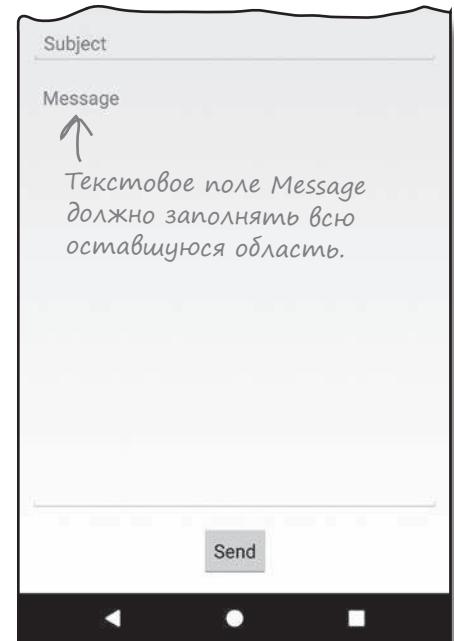 Subject
Message
Текстовое поле Message
должно заполнять всю
оставшуюся область.
Send